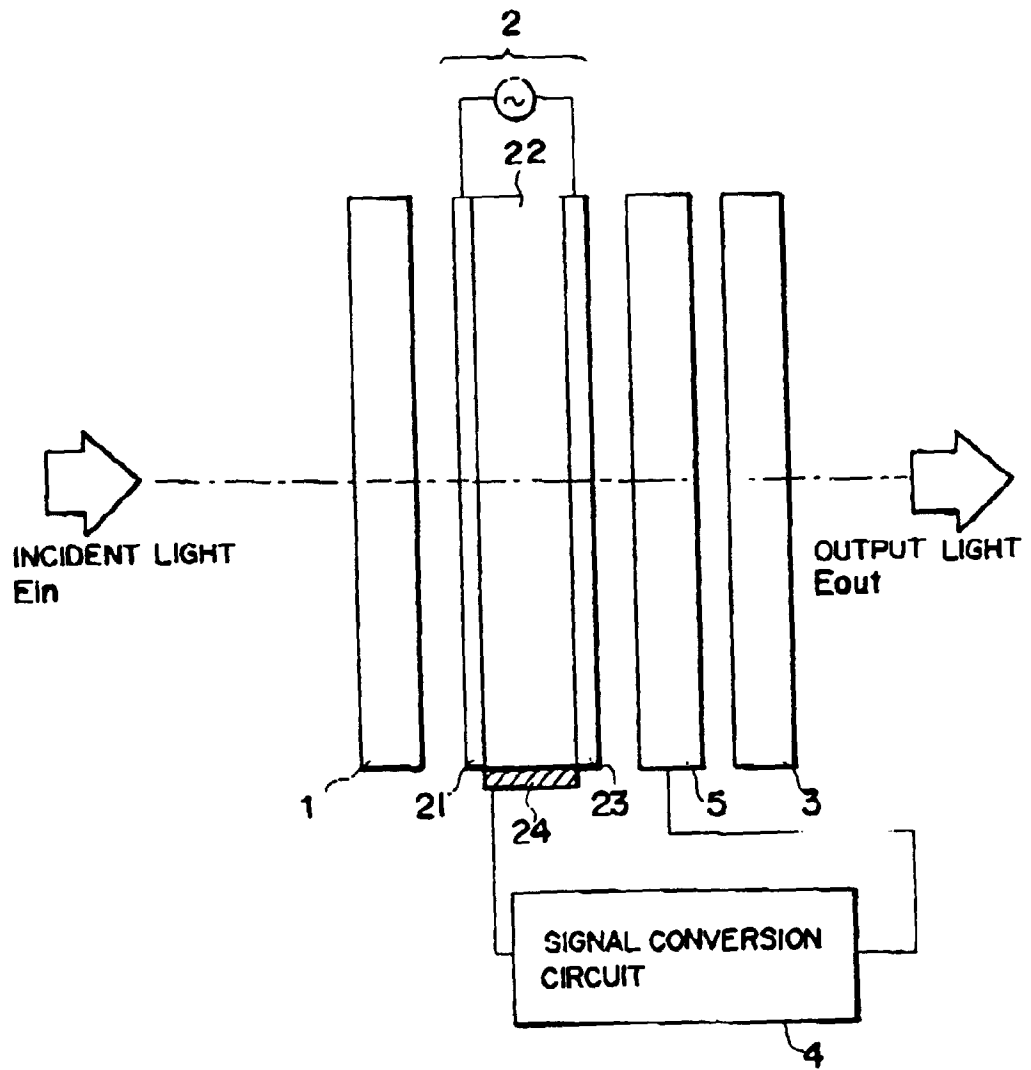 2
22
INCIDENT LIGHT
Ein
OUTPUT LIGHT
Eout
1
21
24
23
5
3
SIGNAL CONVERSION
CIRCUIT
4